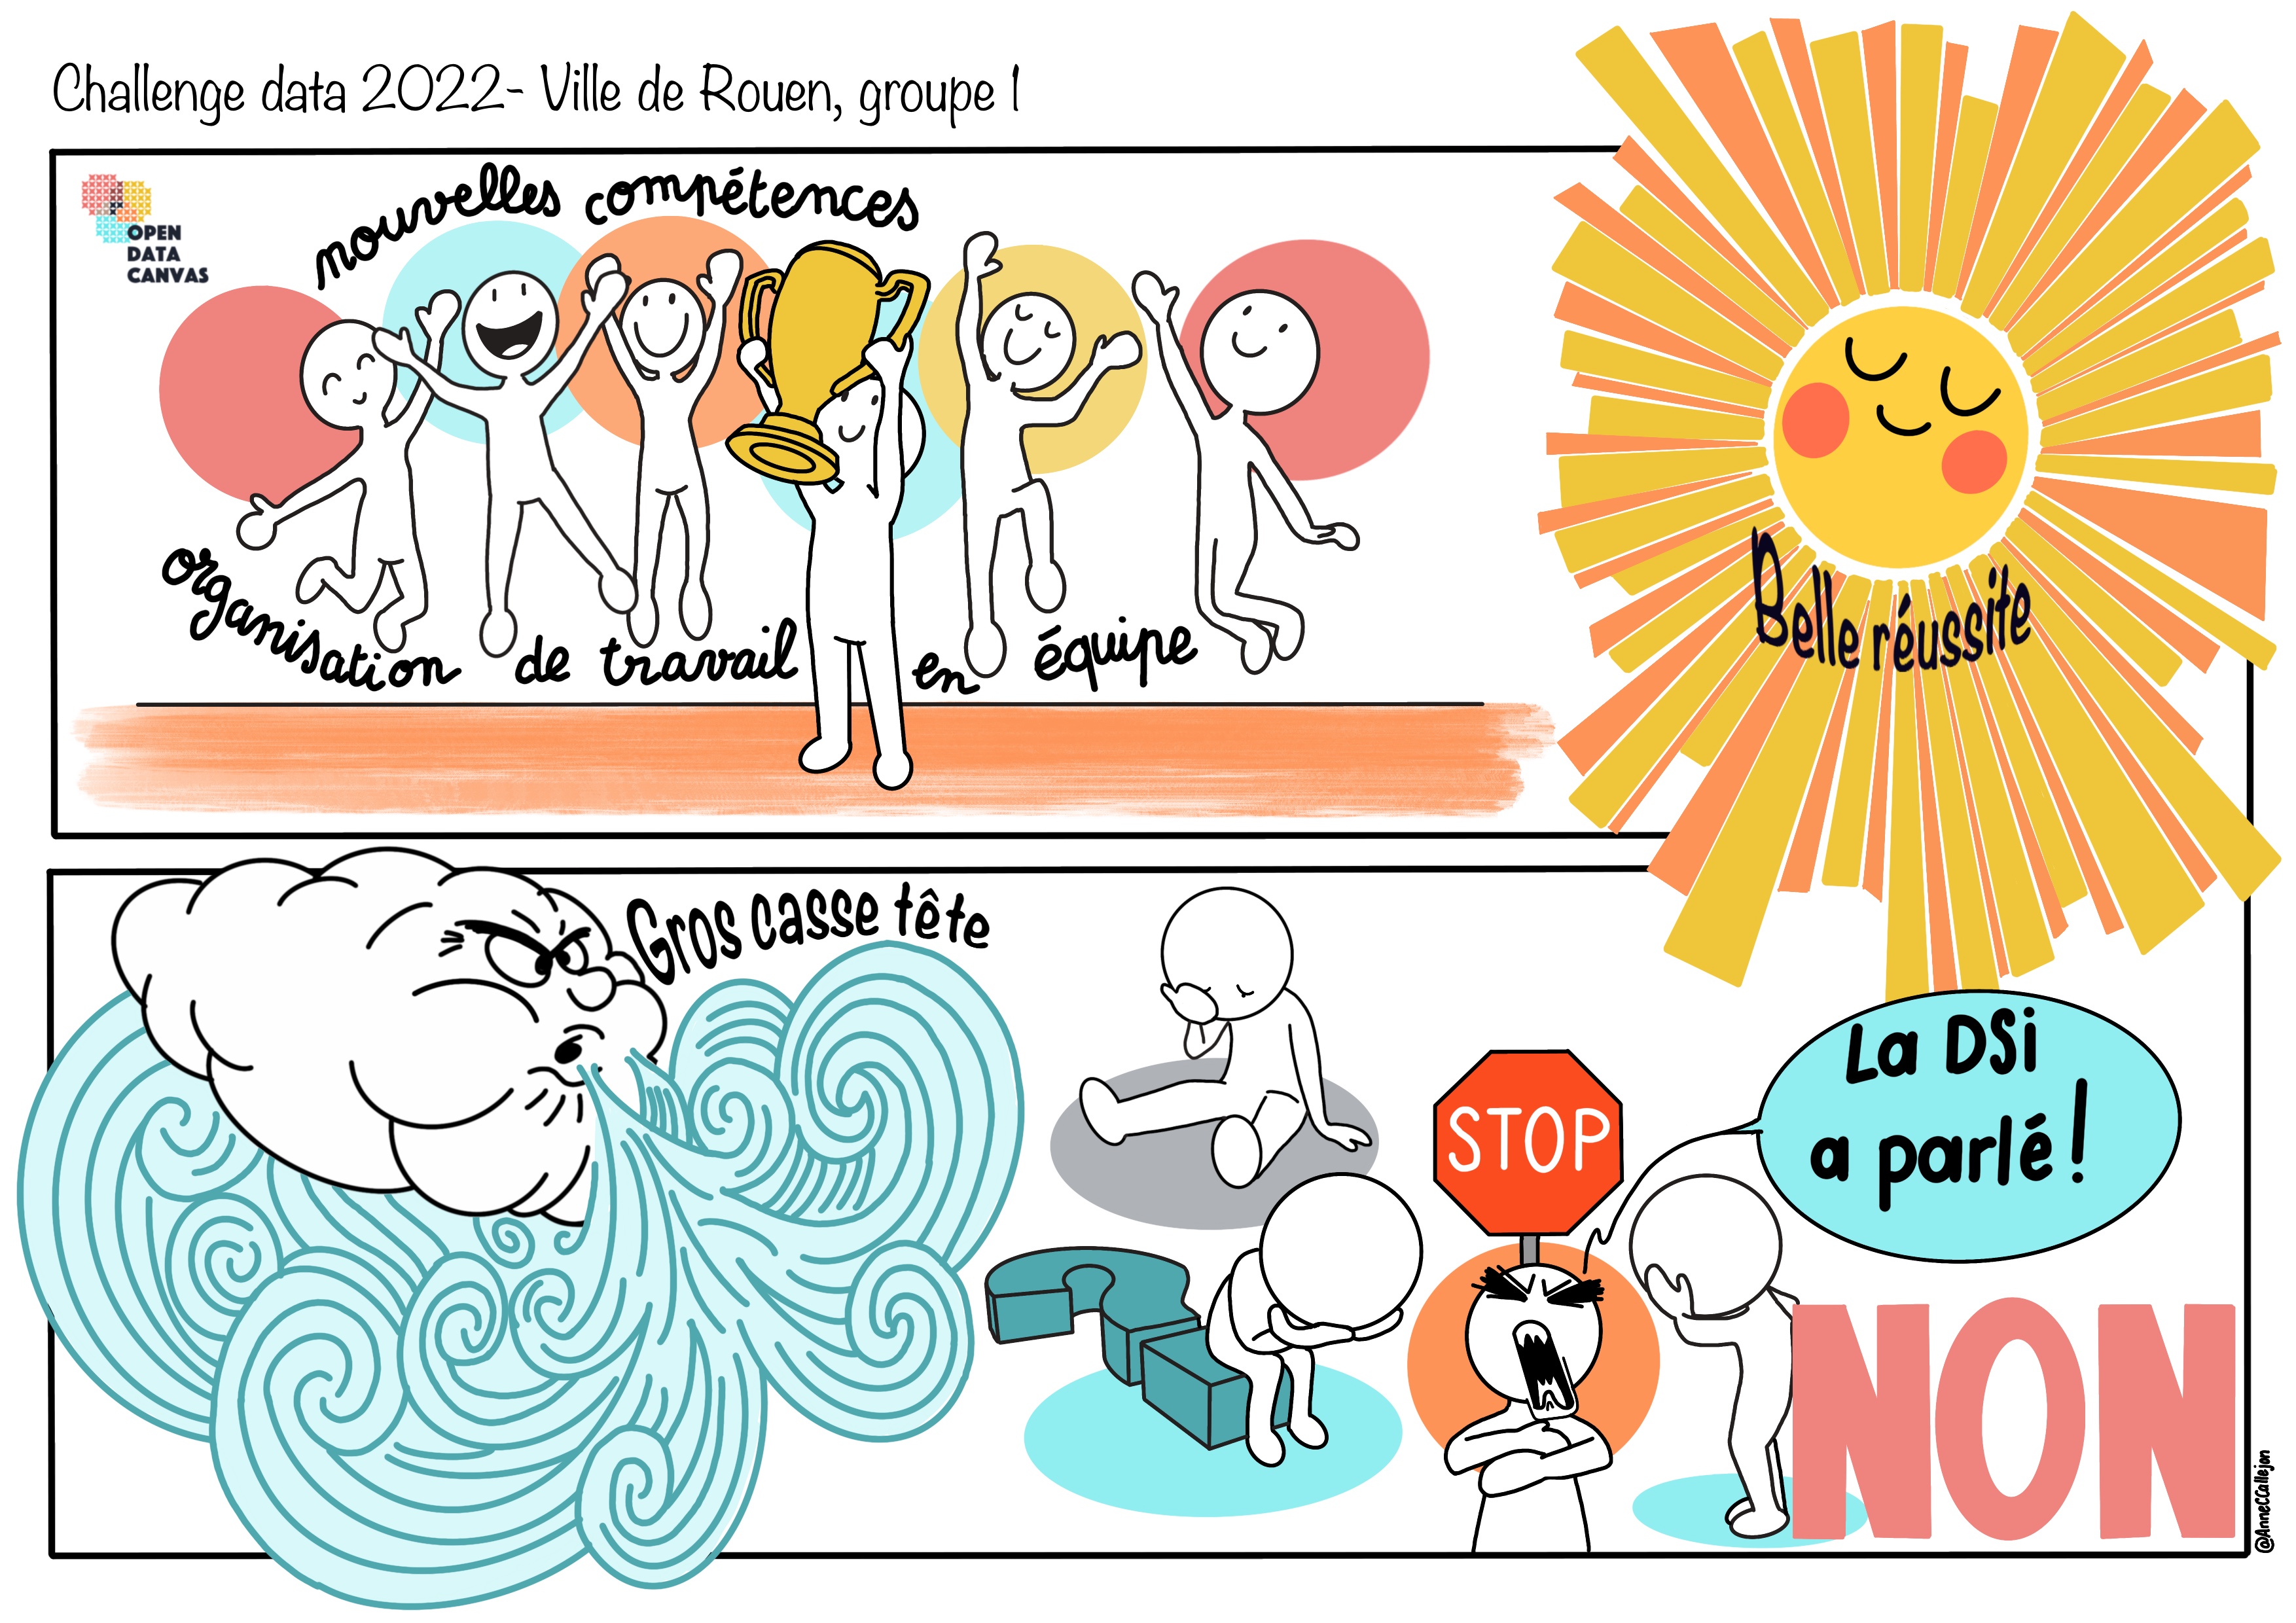 Challenge data 2022- Ville de Rouen, groupe 1
OPEN
DATA
CANVAS
nouvelles compétences
organisation de travail en équipe
Belle réussite
Gros casse tête
La DSi
a parlé!
STOP
NON
@AnneCCallejon